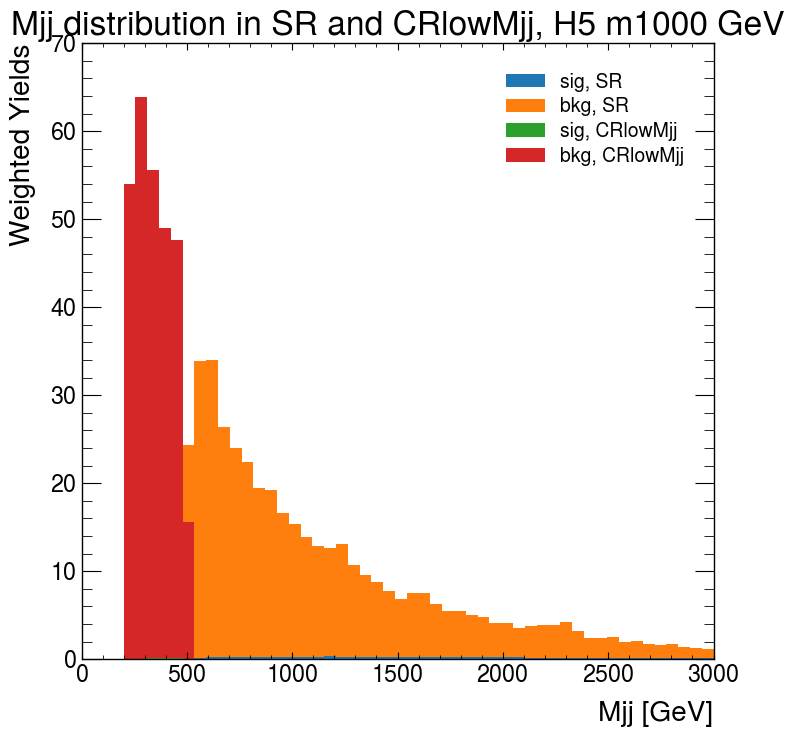 Mjj distribution in SR and CRlowMjj, H5 m1000 GeV
Weighted Yields
70
60
50
40
30
20
10
0
sig, SR
bkg, SR
sig, CRlowMjj
bkg, CRlowMjj
0 500 1000 1500 2000 2500 3000
Mjj [GeV]